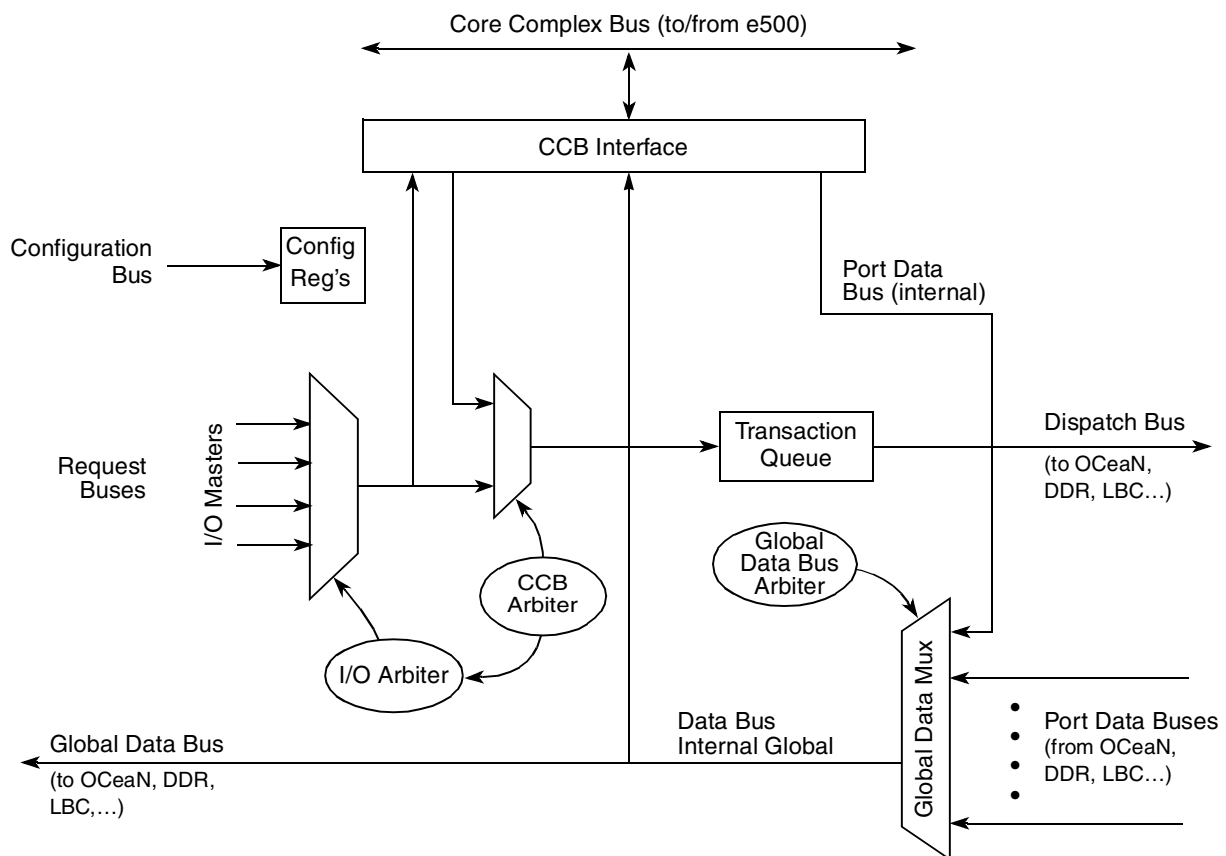 Core Complex Bus (to/from e500)
CCB Interface
Configuration
Bus
Config
Reg's
Port Data
Bus (internal)
Request
Buses
I/O Masters
Transaction
Queue
Dispatch Bus
(to OCeaN,
DDR, LBC…)
CCB
Arbiter
Global
Data Bus
Arbiter
I/O Arbiter
Global Data Mux
Global Data Bus
(to OCeaN, DDR,
LBC,…)
Data Bus
Internal Global
Port Data Buses
(from OCeaN,
DDR, LBC…)